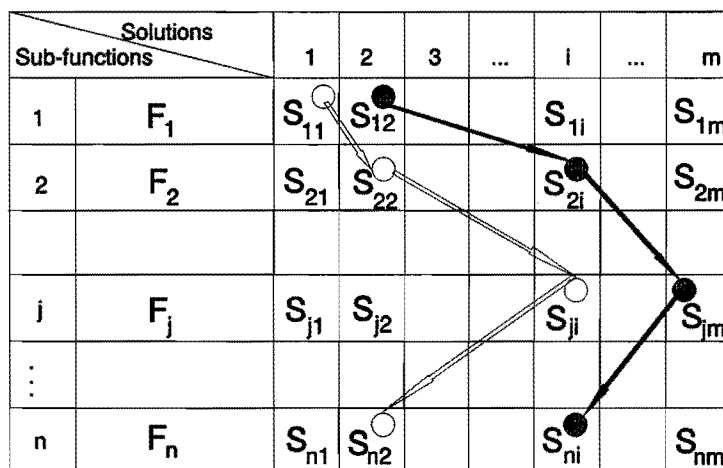 Solutions
Sub-functions 1 2 3 ... i ... m
1 F1 S11 S12 S1i S1m
2 F2 S21 S22 S2i S2m
j Fj Sj1 Sj2 Sji Sjm
⋮
n Fn Sn1 Sn2 Sni Snm